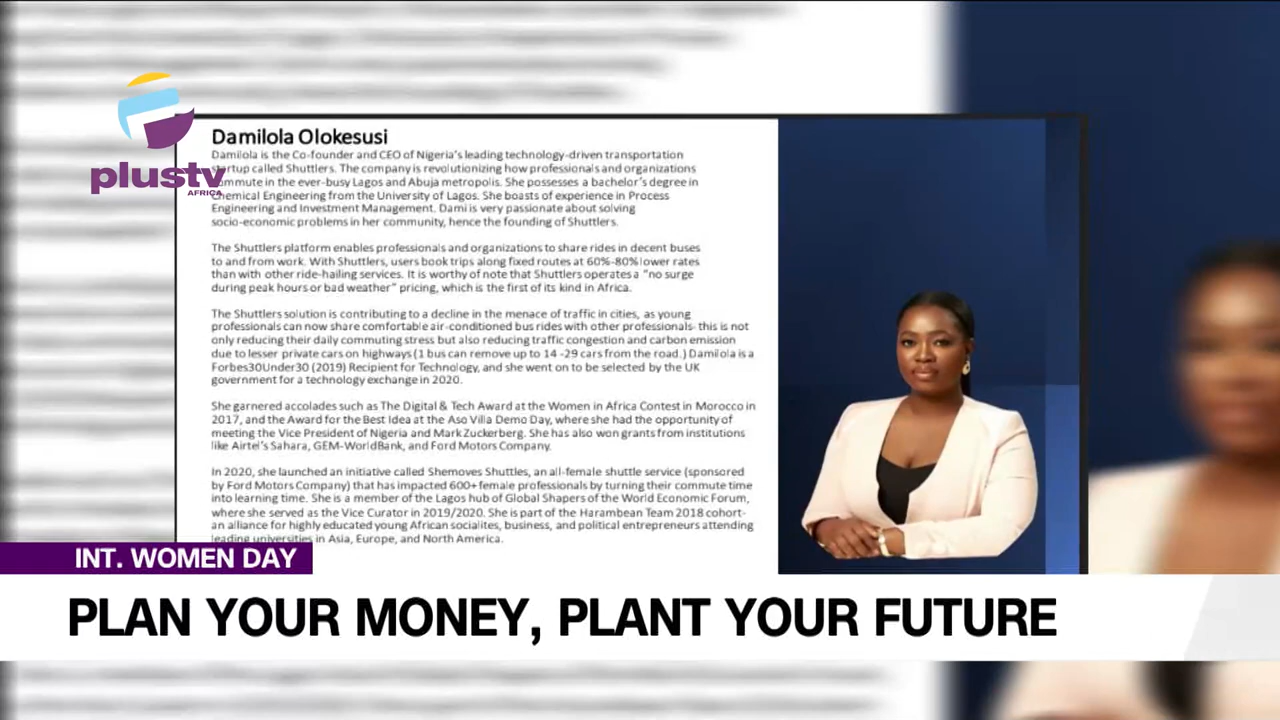 plustv
AFRICA
Damilola Olokesusi
Damilola is the Co-founder and CEO of Nigeria's leading technology-driven transportation
startup called Shuttlers. The company is revolutionizing how professionals and organizations
commute in the ever-busy Lagos and Abuja metropolis. She possesses a bachelor's degree in
Chemical Engineering from the University of Lagos. She boasts of experience in Process
Engineering and Investment Management. Dami is very passionate about solving
socio-economic problems in her community, hence the founding of Shuttlers.
The Shuttlers platform enables professionals and organizations to share rides in decent buses
to and from work. With Shuttlers, users book trips along fixed routes at 60%-80% lower rates
than with other ride-hailing services. It is worthy of note that Shuttlers operates a "no surge
during peak hours or bad weather" pricing, which is the first of its kind in Africa.
The Shuttlers solution is contributing to a decline in the menace of traffic in cities, as young
professionals can now share comfortable air-conditioned bus rides with other professionals- this is not
only reducing their daily commuting stress but also reducing traffic congestion and carbon emission
due to lesser private cars on highways (1 bus can remove up to 14 -29 cars from the road.) Damilola is a
Forbes30Under30 (2019) Recipient for Technology, and she went on to be selected by the UK
government for a technology exchange in 2020.
She garnered accolades such as The Digital & Tech Award at the Women in Africa Contest in Morocco in
2017, and the Award for the Best Idea at the Aso Villa Demo Day, where she had the opportunity of
meeting the Vice President of Nigeria and Mark Zuckerberg. She has also won grants from institutions
like Airtel's Sahara, GEM-WorldBank, and Ford Motors Company.
In 2020, she launched an initiative called Shemoves Shuttles, an all-female shuttle service (sponsored
by Ford Motors Company) that has impacted 600+ female professionals by turning their commute time
into learning time. She is a member of the Lagos hub of Global Shapers of the World Economic Forum,
where she served as the Vice Curator in 2019/2020. She is part of the Harambean Team 2018 cohort-
an alliance for highly educated young African socialites, business, and political entrepreneurs attending
leading universities in Asia, Europe, and North America.
INT. WOMEN DAY
PLAN YOUR MONEY, PLANT YOUR FUTURE